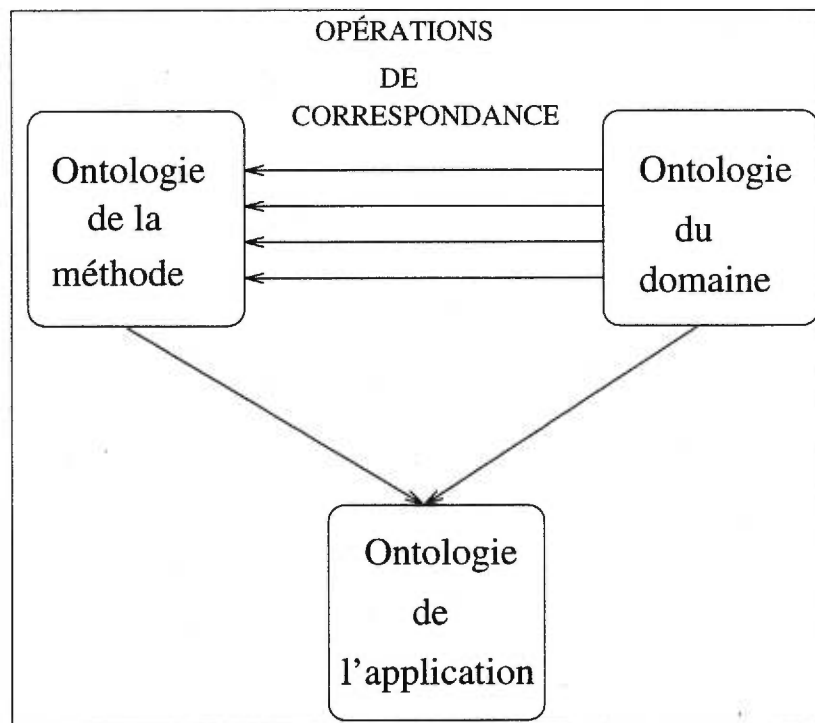 OPÉRATIONS
DE
CORRESPONDANCE
Ontologie
de la
méthode
Ontologie
du
domaine
Ontologie
de
l'application